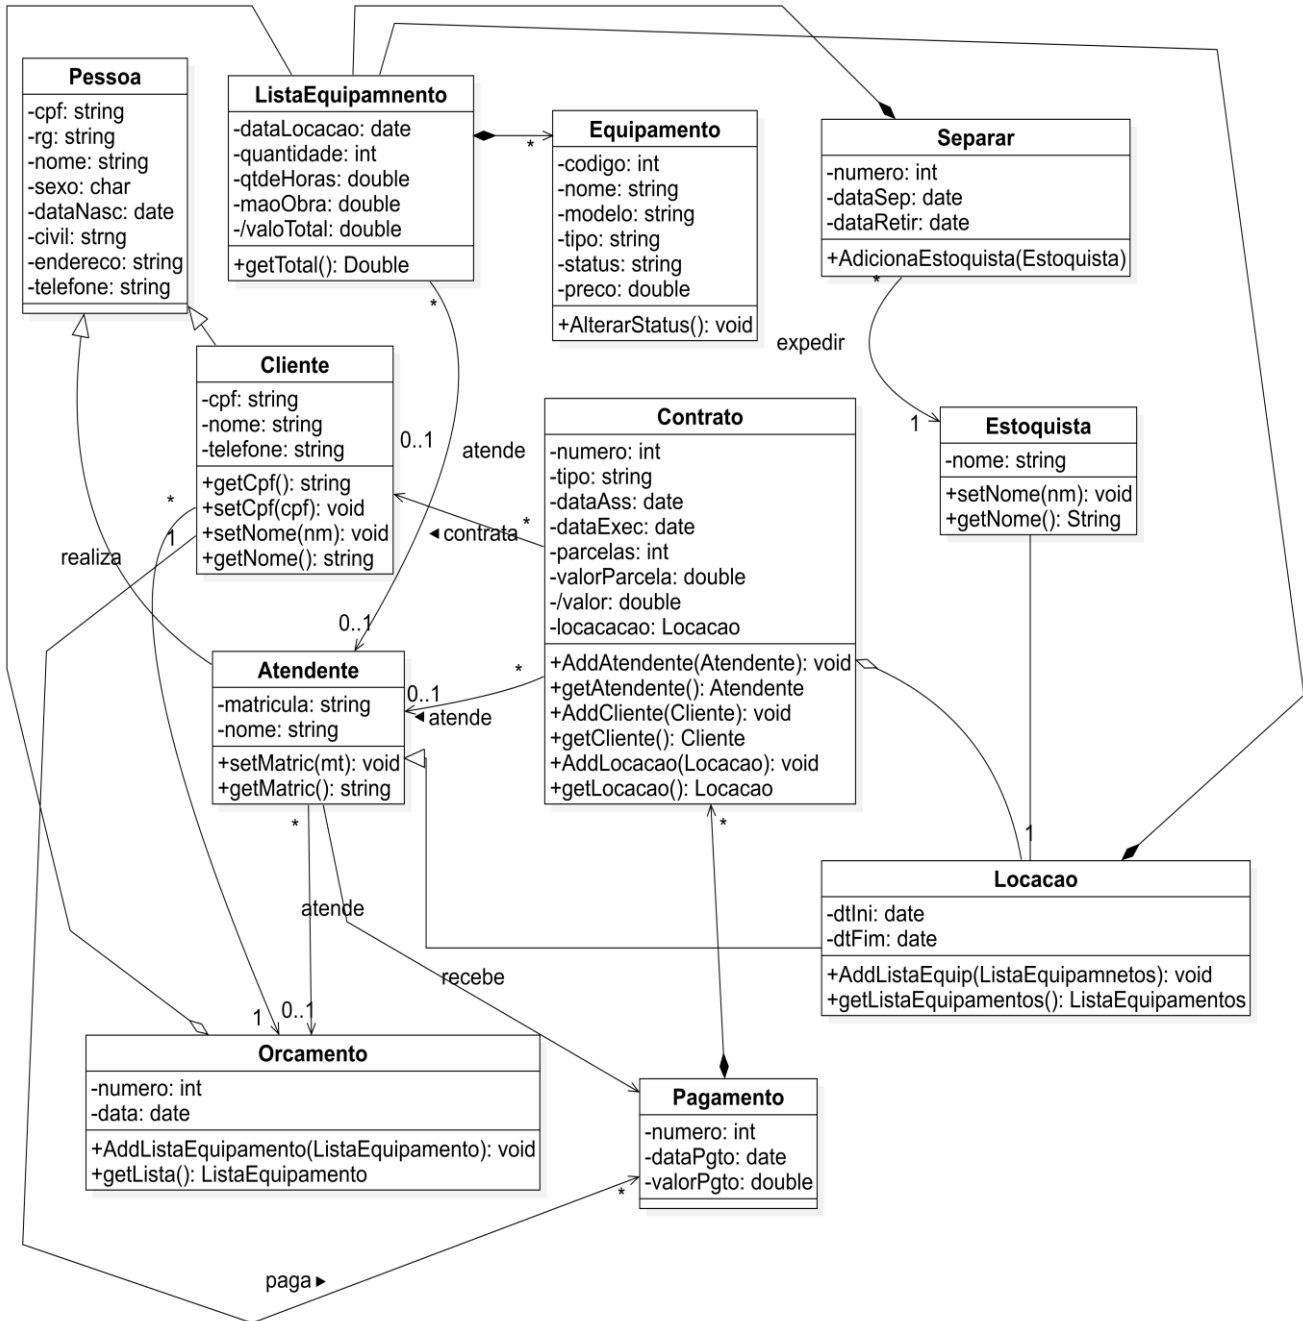 Pessoa
-cpf: string
-rg: string
-nome: string
-sexo: char
-dataNasc: date
-civil: strng
-endereco: string
-telefone: string
ListaEquipamnento
-dataLocacao: date
-quantidade: int
-qtdeHoras: double
-maoObra: double
-/valoTotal: double
+getTotal(): Double
*
*
Equipamento
-codigo: int
-nome: string
-modelo: string
-tipo: string
-status: string
-preco: double
+AlterarStatus(): void
Separar
-numero: int
-dataSep: date
-dataRetir: date
+AdicionaEstoquista(Estoquista)
*
expedir
1
Cliente
-cpf: string
-nome: string
-telefone: string
+getCpf(): string
+setCpf(cpf): void
+setNome(nm): void
+getNome(): string
0..1
atende
*
1
realiza
◄ contrata
*
Contrato
-numero: int
-tipo: string
-dataAss: date
-dataExec: date
-parcelas: int
-valorParcela: double
-/valor: double
-locacacao: Locacao
+AddAtendente(Atendente): void
+getAtendente(): Atendente
+AddCliente(Cliente): void
+getCliente(): Cliente
+AddLocacao(Locacao): void
+getLocacao(): Locacao
Estoquista
-nome: string
+setNome(nm): void
+getNome(): String
0..1
Atendente
-matricula: string
-nome: string
+setMatric(mt): void
+getMatric(): string
*
0..1
◄ atende
*
*
1
Locacao
-dtIni: date
-dtFim: date
+AddListaEquip(ListaEquipamnetos): void
+getListaEquipamentos(): ListaEquipamentos
atende
recebe
1
0..1
Orcamento
-numero: int
-data: date
+AddListaEquipamento(ListaEquipamento): void
+getLista(): ListaEquipamento
Pagamento
-numero: int
-dataPgto: date
-valorPgto: double
*
paga ►